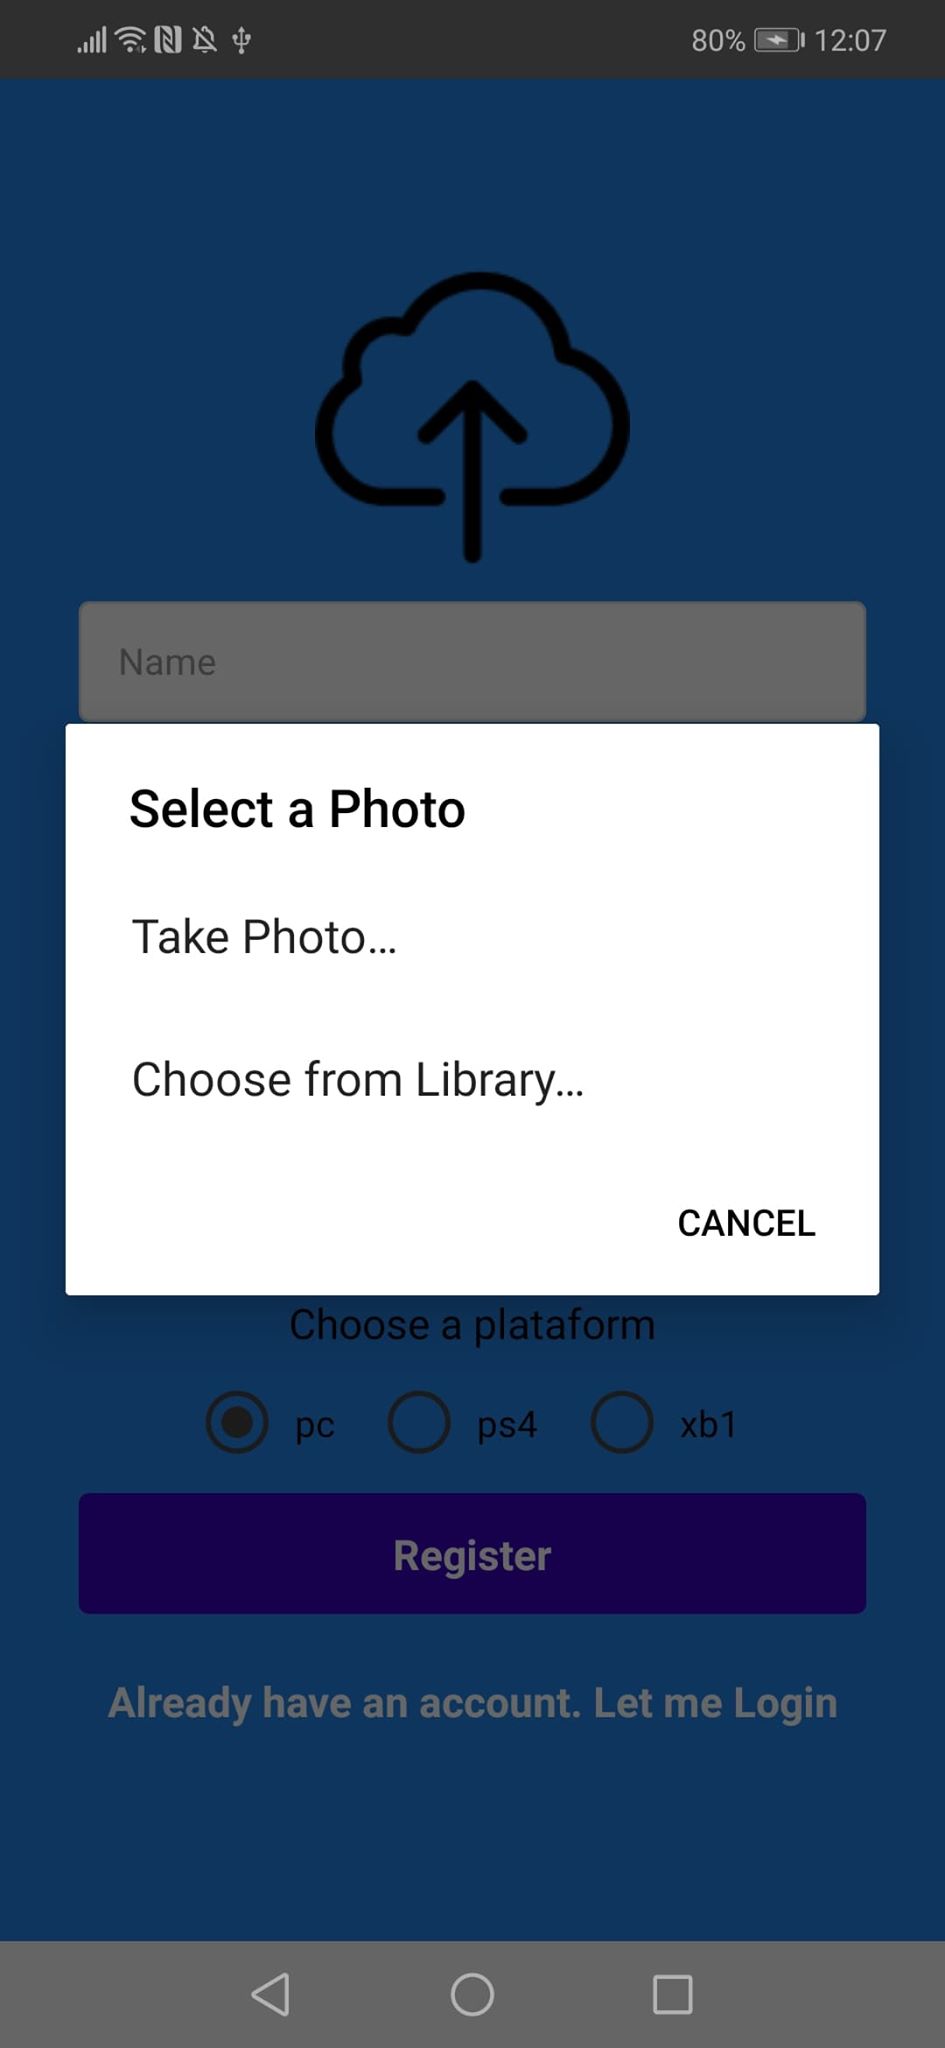 80% 12:07
Name
Select a Photo
Take Photo...
Choose from Library...
CANCEL
Choose a plataform
pc ps4 xb1
Register
Already have an account. Let me Login